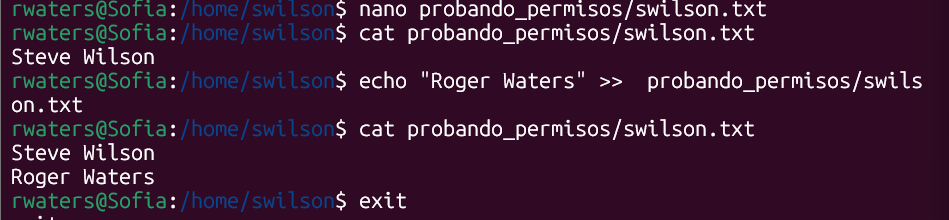 rwaters@Sofia:/home/swilson$ nano probando_permisos/swilson.txt
rwaters@Sofia:/home/swilson$ cat probando_permisos/swilson.txt
Steve Wilson
rwaters@Sofia:/home/swilson$ echo "Roger Waters" >>  probando_permisos/swils
on.txt
rwaters@Sofia:/home/swilson$ cat probando_permisos/swilson.txt
Steve Wilson
Roger Waters
rwaters@Sofia:/home/swilson$ exit